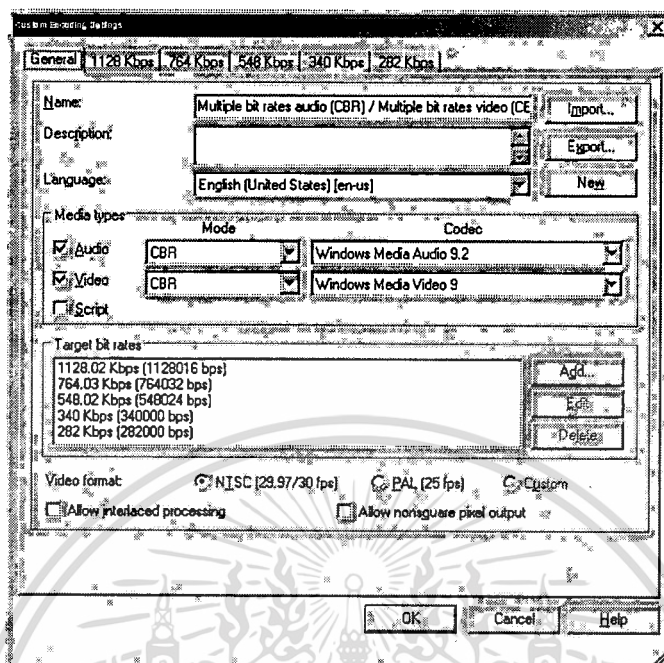 Custom Encoding Settings
General 1128 Kbps 764 Kbps 548 Kbps 340 Kbps 282 Kbps
Name: Multiple bit rates audio (CBR) / Multiple bit rates video (CE Import...
Description: Export...
Language: English (United States) [en-us] New
Media types
Mode Codec
Audio CBR Windows Media Audio 9.2
Video CBR Windows Media Video 9
Script
Target bit rates
1128.02 Kbps (1128016 bps)
764.03 Kbps (764032 bps)
548.02 Kbps (548024 bps)
340 Kbps (340000 bps)
282 Kbps (282000 bps)
Add...
Edit
Delete
Video format: NTSC (29.97/30 fps) PAL (25 fps) Custom
Allow interlaced processing Allow nonsquare pixel output
OK Cancel Help